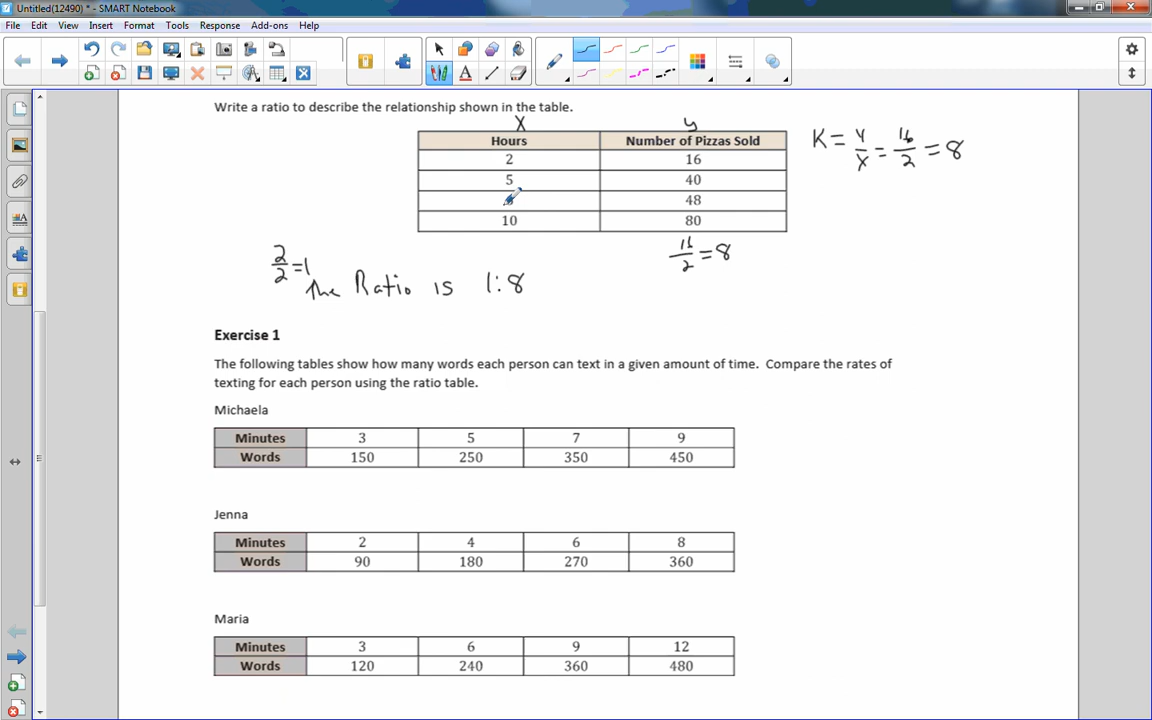 Untitled(12490) * - SMART Notebook
File Edit View Insert Format Tools Response Add-ons Help
Write a ratio to describe the relationship shown in the table.
X y
Hours Number of Pizzas Sold
2 16
5 40
48
10 80
K = y/x = 16/2 = 8
16/2 = 8
2/2 = 1
the Ratio is 1:8
Exercise 1
The following tables show how many words each person can text in a given amount of time. Compare the rates of
texting for each person using the ratio table.
Michaela
Minutes 3 5 7 9
Words 150 250 350 450
Jenna
Minutes 2 4 6 8
Words 90 180 270 360
Maria
Minutes 3 6 9 12
Words 120 240 360 480